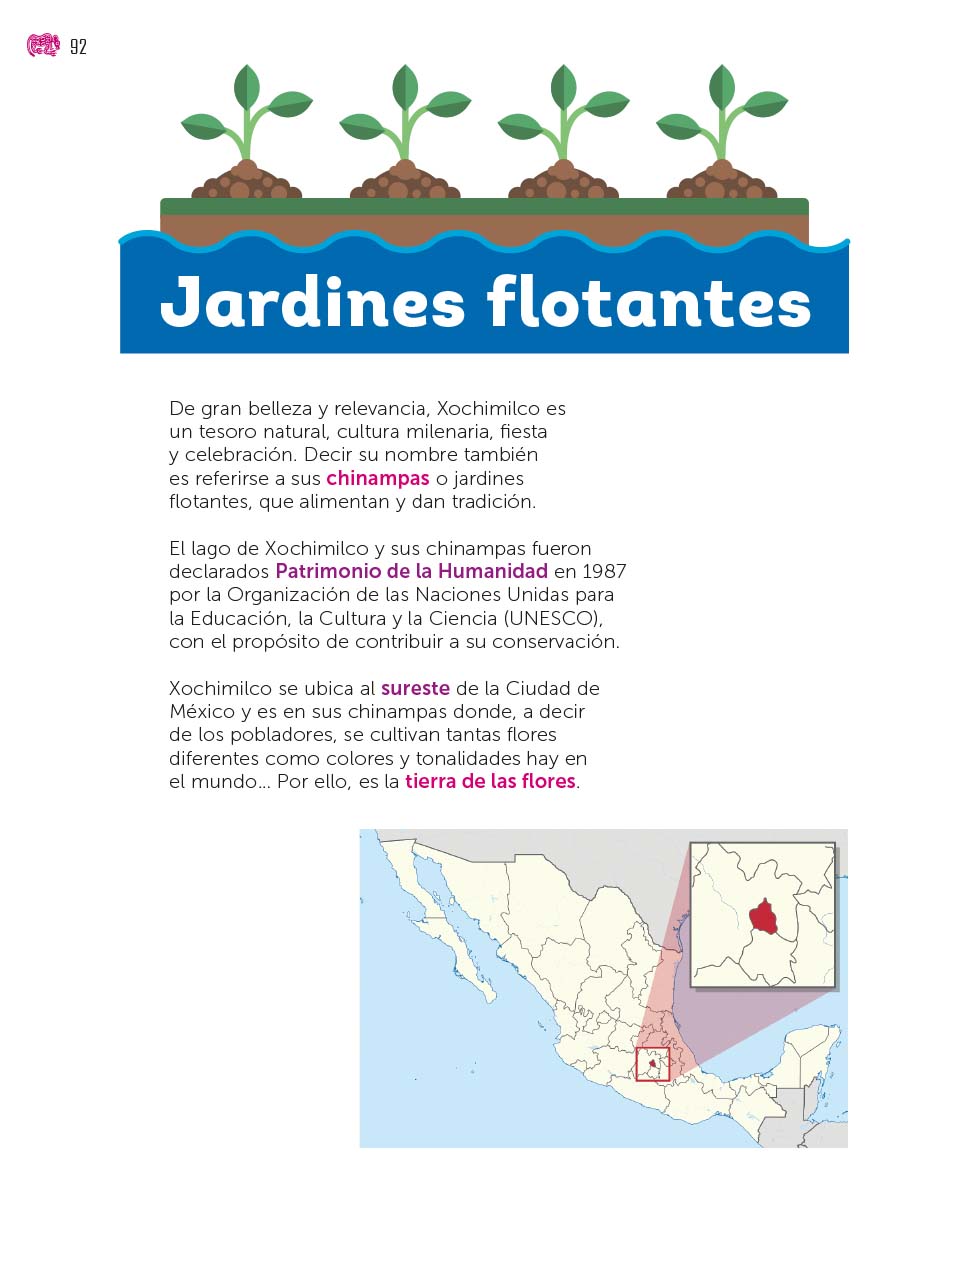 92
Jardines flotantes
De gran belleza y relevancia, Xochimilco es
un tesoro natural, cultura milenaria, fiesta
y celebración. Decir su nombre también
es referirse a sus chinampas o jardines
flotantes, que alimentan y dan tradición.
El lago de Xochimilco y sus chinampas fueron
declarados Patrimonio de la Humanidad en 1987
por la Organización de las Naciones Unidas para
la Educación, la Cultura y la Ciencia (UNESCO),
con el propósito de contribuir a su conservación.
Xochimilco se ubica al sureste de la Ciudad de
México y es en sus chinampas donde, a decir
de los pobladores, se cultivan tantas flores
diferentes como colores y tonalidades hay en
el mundo... Por ello, es la tierra de las flores.